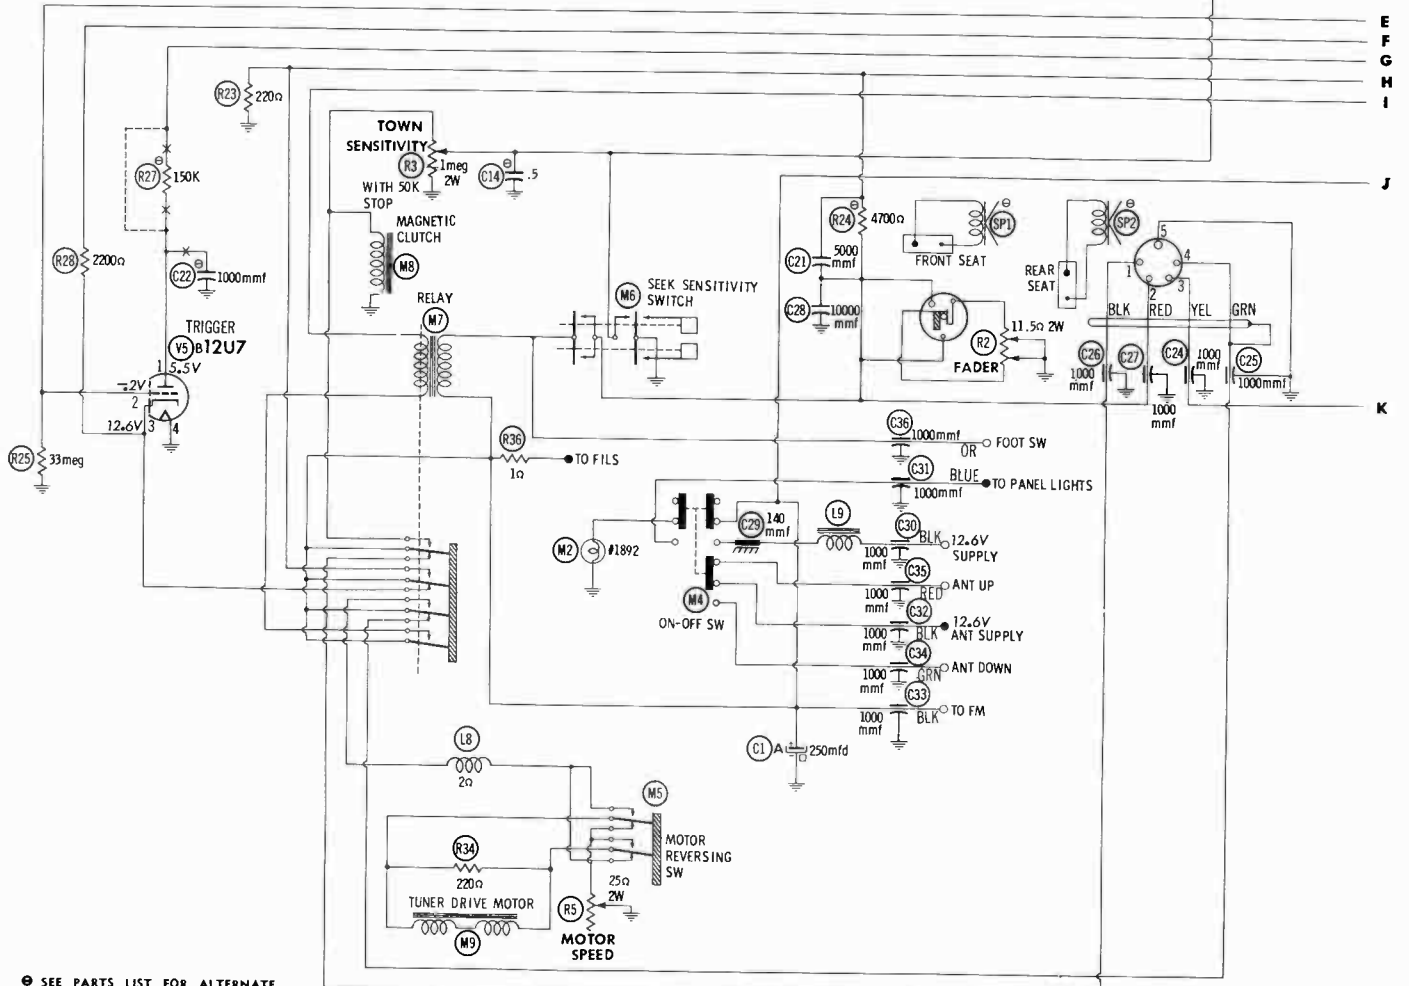 E
F
G
H
I
J
K
R23 220Ω
TOWN
SENSITIVITY
R3
1meg
2W
WITH 50K
STOP
C14 .5
R27 150K
MAGNETIC
CLUTCH
M8
R28 2200Ω
C22 1000mmf
RELAY
M7
M6
SEEK SENSITIVITY
SWITCH
TRIGGER
V5 B 12U7
1 5.5V
-.2V
2
12.6V 3 4
R25 33meg
R24 4700Ω
C21 5000
mmf
C28 10000
mmf
SP1
FRONT SEAT
SP2
REAR
SEAT
5
1 4
2 3
BLK RED YEL GRN
11.5Ω 2W
R2
FADER
C26
1000
mmf
C27
1000
mmf
C24
1000
mmf
C25
1000mmf
R36
1Ω
TO FILS
C36
1000mmf
OR
FOOT SW
C31
1000mmf
BLUE
TO PANEL LIGHTS
M2 #1892
C29 140
mmf
L9
C30
1000
mmf
BLK
12.6V
SUPPLY
C35
1000
mmf
RED
ANT UP
M4
ON-OFF SW
C32
1000
mmf
BLK
12.6V
ANT SUPPLY
C34
1000
mmf
GRN
ANT DOWN
C33
1000
mmf
BLK
TO FM
C1 A 250mfd
L8
2Ω
M5
MOTOR
REVERSING
SW
R34
220Ω
TUNER DRIVE MOTOR
M9
25Ω
2W
R5
MOTOR
SPEED
⊖ SEE PARTS LIST FOR ALTERNATE